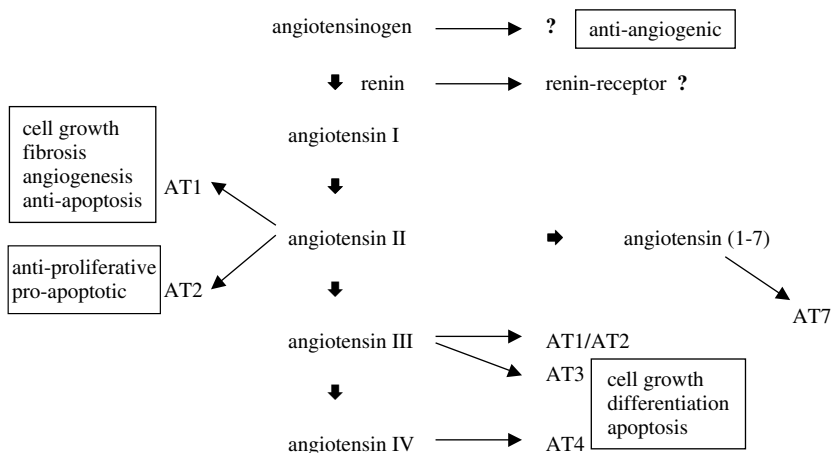 angiotensinogen ? anti-angiogenic
renin renin-receptor ?
angiotensin I
cell growth
fibrosis
angiogenesis
anti-apoptosis
AT1
angiotensin II angiotensin (1-7)
anti-proliferative
pro-apoptotic
AT2
AT7
angiotensin III AT1/AT2
AT3
cell growth
differentiation
apoptosis
angiotensin IV AT4